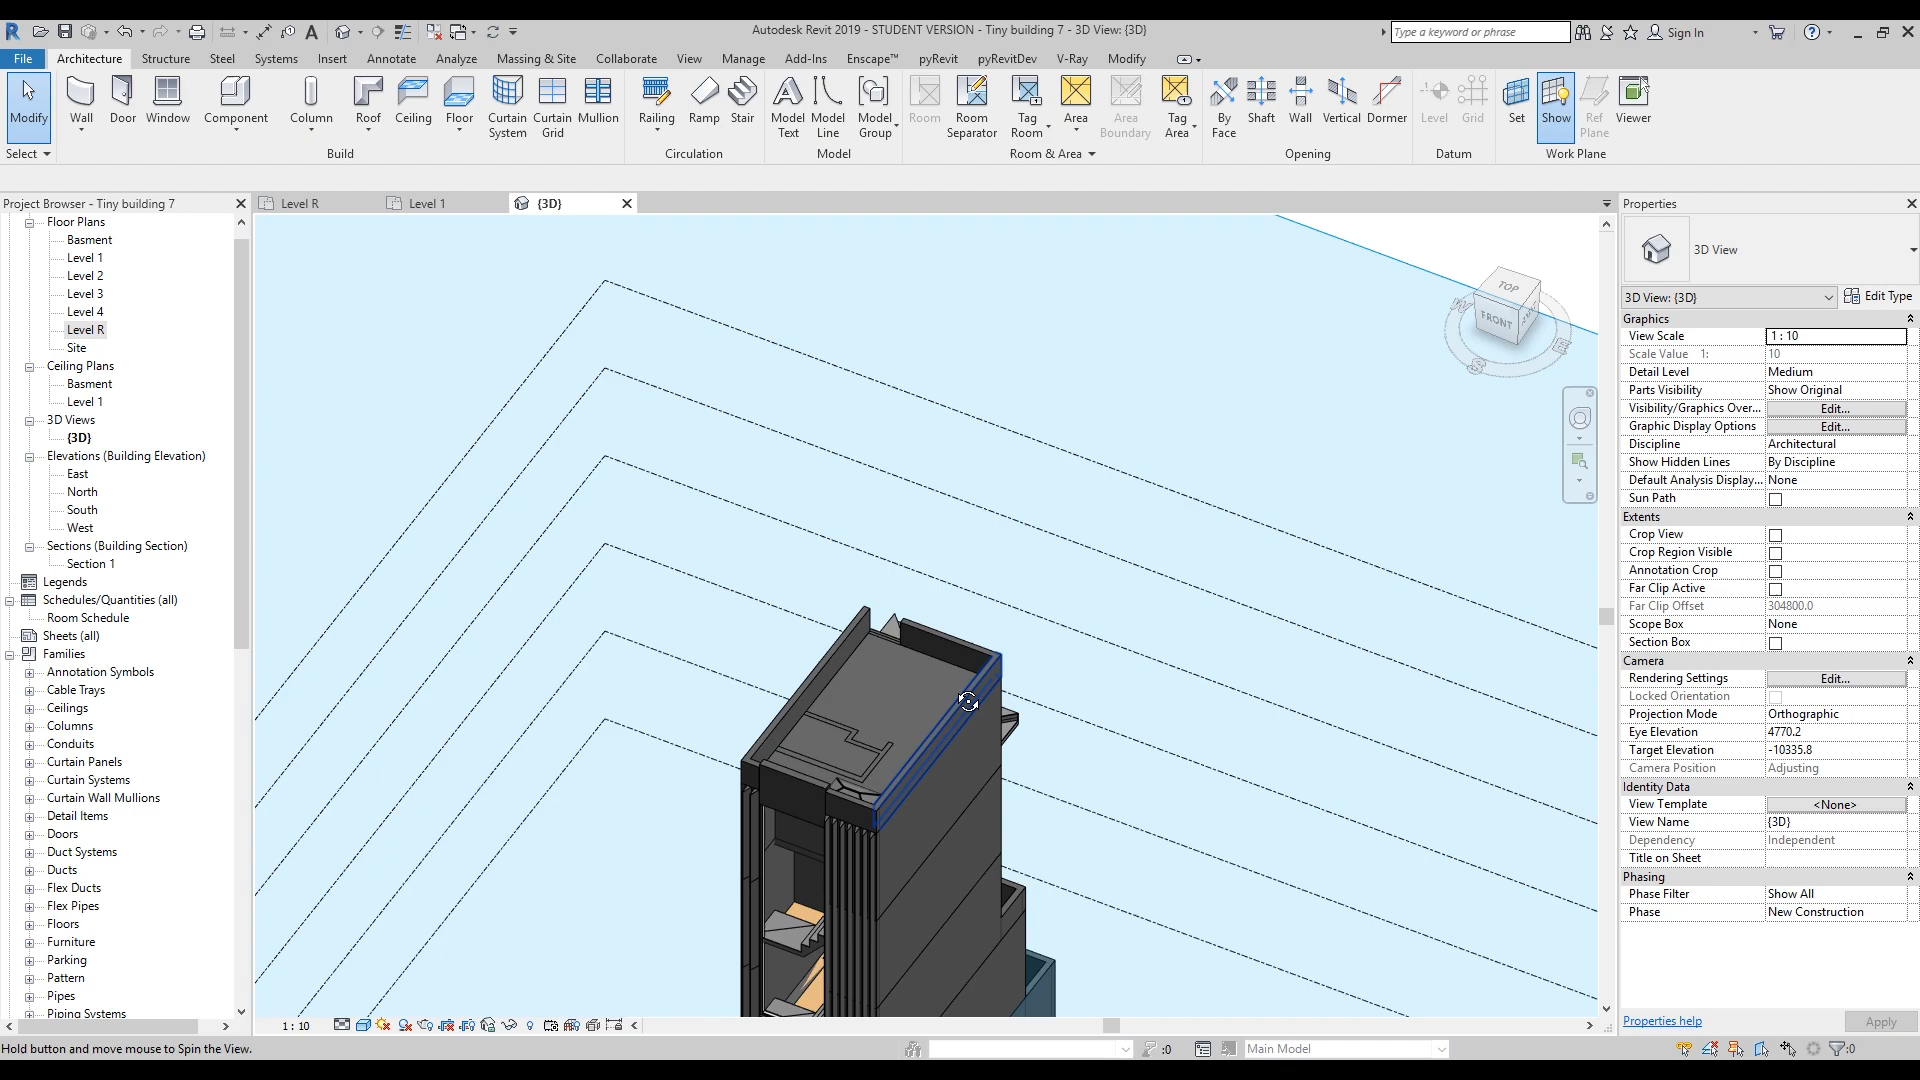 Autodesk Revit 2019 - STUDENT VERSION - Tiny building 7 - 3D View: {3D}
Type a keyword or phrase
Sign In
File Architecture Structure Steel Systems Insert Annotate Analyze Massing & Site Collaborate View Manage Add-Ins Enscape™ pyRevit pyRevitDev V-Ray Modify
Modify Wall Door Window Component Column Roof Ceiling Floor Curtain System Curtain Grid Mullion Railing Ramp Stair Model Text Model Line Model Group Room Room Separator Tag Room Area Area Boundary Tag Area By Face Shaft Wall Vertical Dormer Level Grid Set Show Ref Plane Viewer
Select Build Circulation Model Room & Area Opening Datum Work Plane
Project Browser - Tiny building 7
Level R
Level 1
{3D}
Floor Plans
Basment
Level 1
Level 2
Level 3
Level 4
Level R
Site
Ceiling Plans
Basment
Level 1
3D Views
{3D}
Elevations (Building Elevation)
East
North
South
West
Sections (Building Section)
Section 1
Legends
Schedules/Quantities (all)
Room Schedule
Sheets (all)
Families
Annotation Symbols
Cable Trays
Ceilings
Columns
Conduits
Curtain Panels
Curtain Systems
Curtain Wall Mullions
Detail Items
Doors
Duct Systems
Ducts
Flex Ducts
Flex Pipes
Floors
Furniture
Parking
Pattern
Pipes
Piping Systems
TOP
FRONT
W
S
E
Properties
3D View
3D View: {3D} Edit Type
Graphics
View Scale 1 : 10
Scale Value 1: 10
Detail Level Medium
Parts Visibility Show Original
Visibility/Graphics Over... Edit...
Graphic Display Options Edit...
Discipline Architectural
Show Hidden Lines By Discipline
Default Analysis Display... None
Sun Path
Extents
Crop View
Crop Region Visible
Annotation Crop
Far Clip Active
Far Clip Offset 304800.0
Scope Box None
Section Box
Camera
Rendering Settings Edit...
Locked Orientation
Projection Mode Orthographic
Eye Elevation 4770.2
Target Elevation -10335.8
Camera Position Adjusting
Identity Data
View Template <None>
View Name {3D}
Dependency Independent
Title on Sheet
Phasing
Phase Filter Show All
Phase New Construction
Properties help Apply
1 : 10
Hold button and move mouse to Spin the View.
:0
Main Model
:0